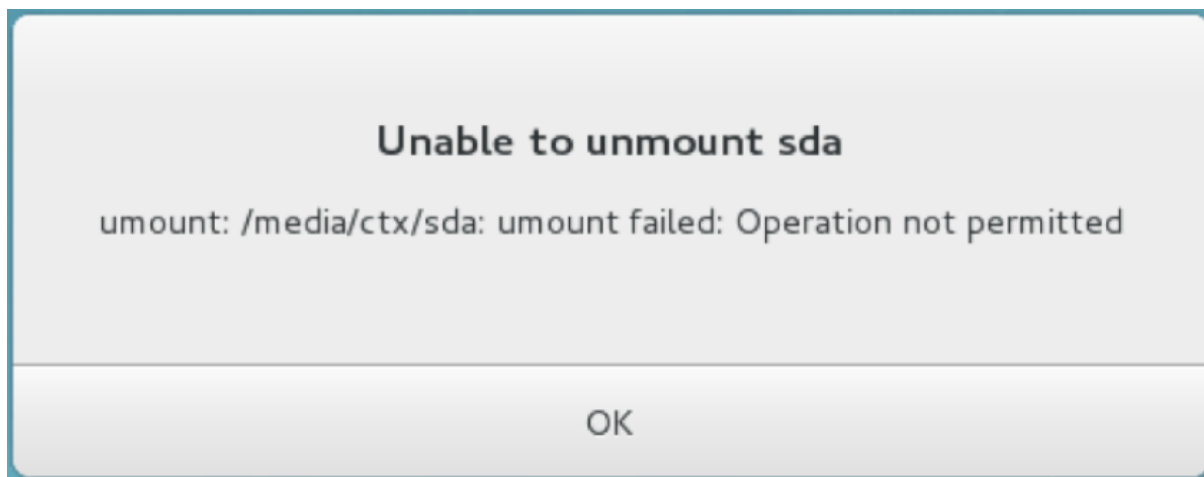 Unable to unmount sda
umount: /media/ctx/sda: umount failed: Operation not permitted
OK